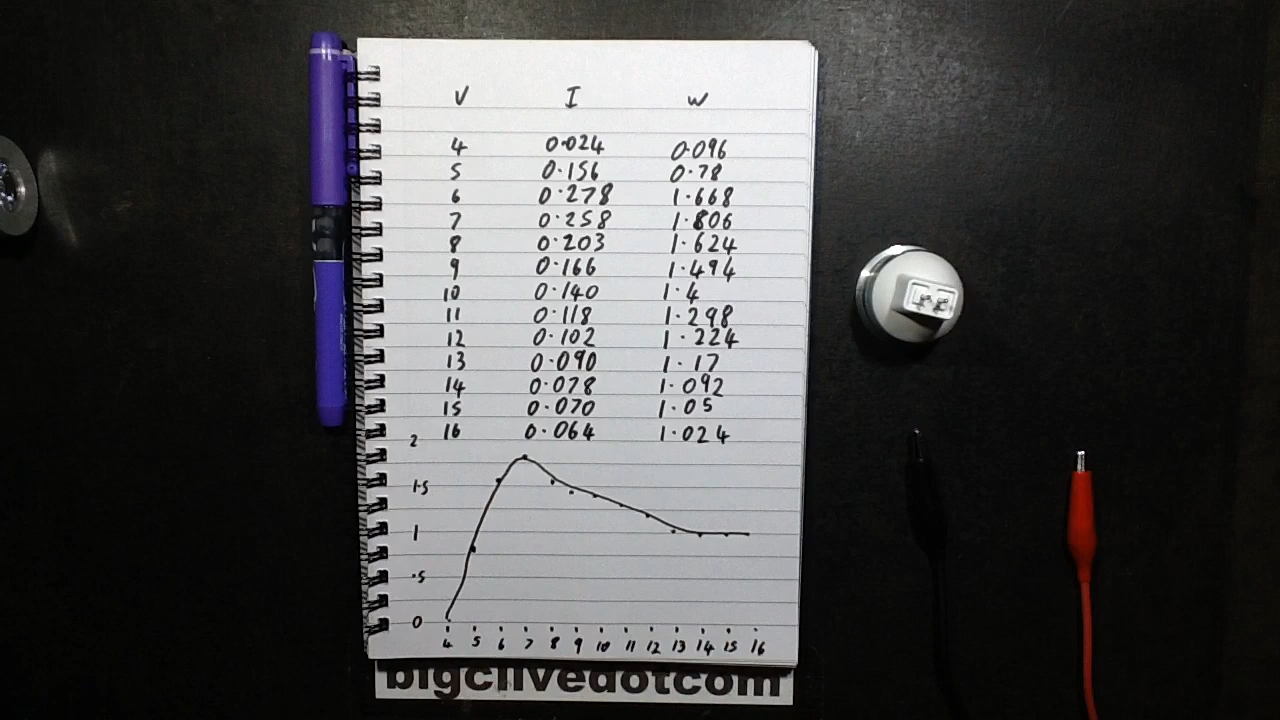 V I W
4 0.024 0.096
5 0.156 0.78
6 0.278 1.668
7 0.258 1.806
8 0.203 1.624
9 0.166 1.494
10 0.140 1.4
11 0.118 1.298
12 0.102 1.224
13 0.090 1.17
14 0.078 1.092
15 0.070 1.05
16 0.064 1.024
2
1.5
1
.5
0
4 5 6 7 8 9 10 11 12 13 14 15 16
bigclivedotcom